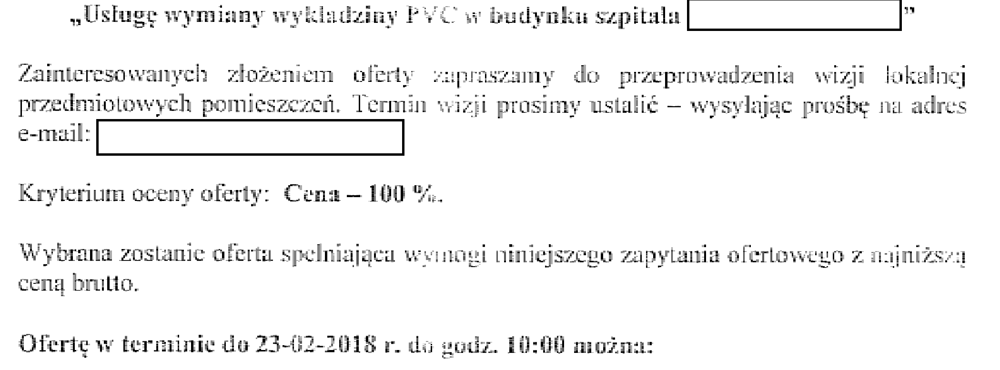 „Usługę wymiany wykładziny PVC w budynku szpitala ”
Zainteresowanych złożeniem oferty zapraszamy do przeprowadzenia wizji lokalnej
przedmiotowych pomieszczeń. Termin wizji prosimy ustalić – wysyłając prośbę na adres
e-mail:
Kryterium oceny oferty: Cena – 100 %.
Wybrana zostanie oferta spełniająca wymogi niniejszego zapytania ofertowego z najniższą
ceną brutto.
Ofertę w terminie do 23-02-2018 r. do godz. 10:00 można: